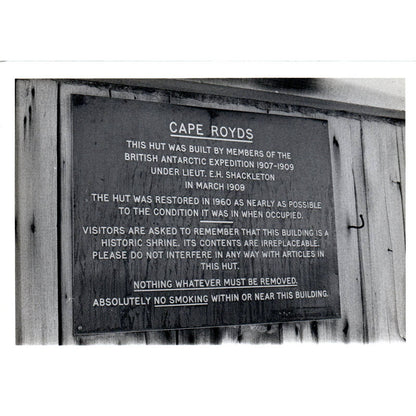 CAPE ROYDS
THIS HUT WAS BUILT BY MEMBERS OF THE
BRITISH ANTARCTIC EXPEDITION 1907-1909
UNDER LIEUT. E.H. SHACKLETON
IN MARCH 1908
THE HUT WAS RESTORED IN 1960 AS NEARLY AS POSSIBLE
TO THE CONDITION IT WAS IN WHEN OCCUPIED.
VISITORS ARE ASKED TO REMEMBER THAT THIS BUILDING IS A
HISTORIC SHRINE. ITS CONTENTS ARE IRREPLACEABLE.
PLEASE DO NOT INTERFERE IN ANY WAY WITH ARTICLES IN
THIS HUT.
NOTHING WHATEVER MUST BE REMOVED.
ABSOLUTELY NO SMOKING WITHIN OR NEAR THIS BUILDING.